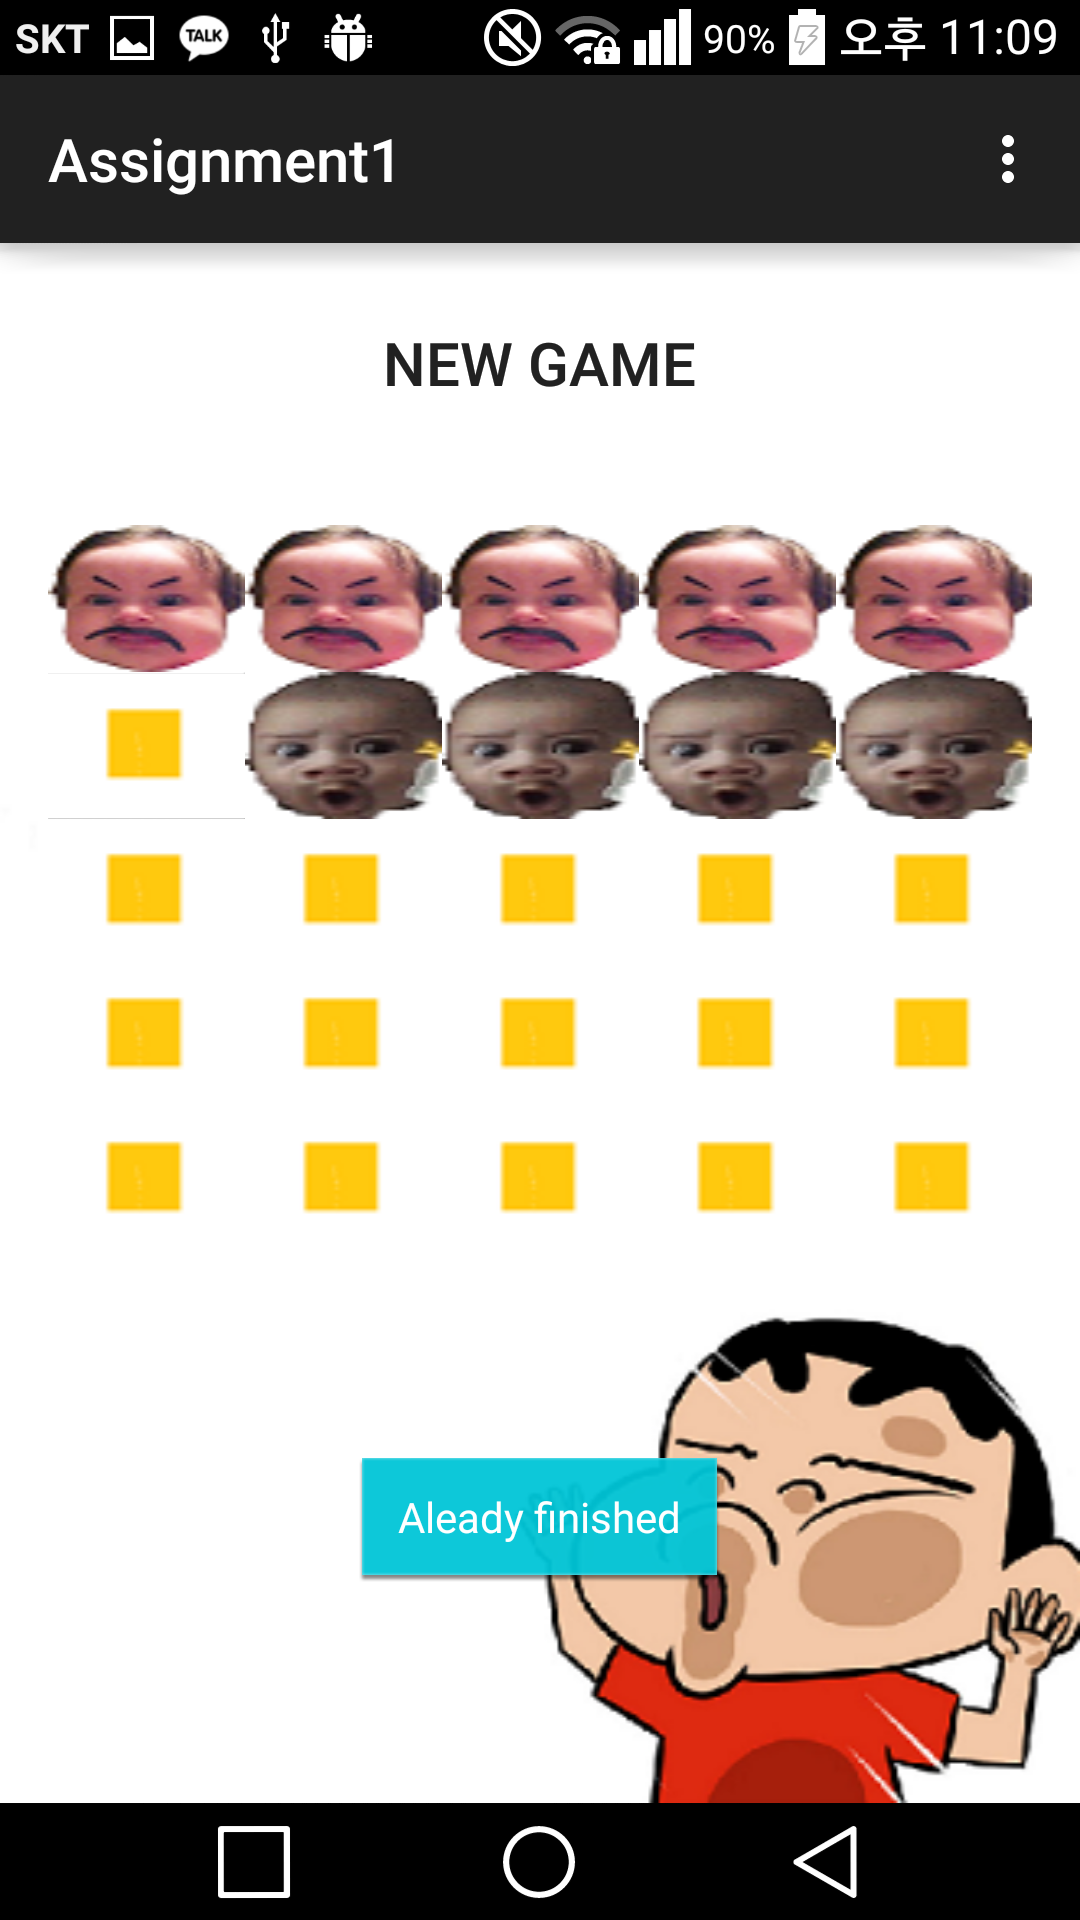 SKT TALK 90% 오후 11:09
Assignment1
NEW GAME
Aleady finished